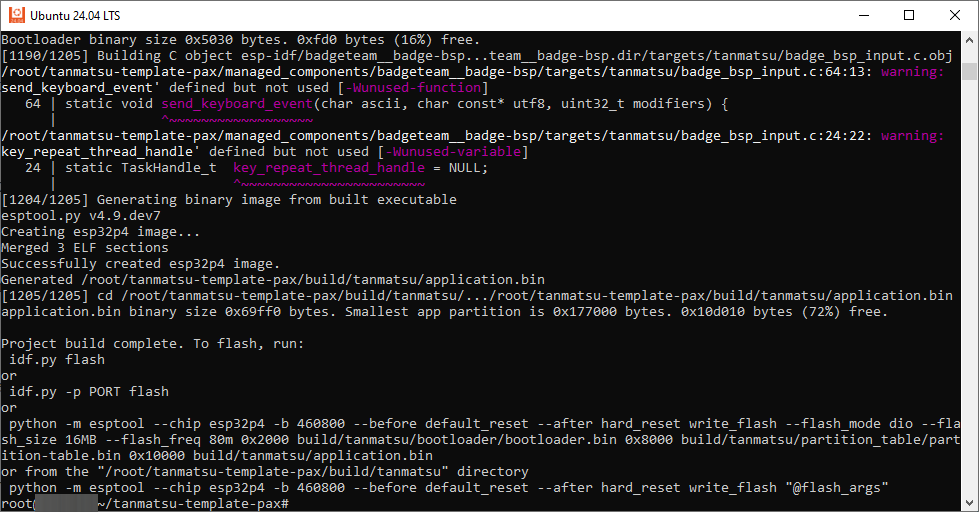 Ubuntu 24.04 LTS
Bootloader binary size 0x5030 bytes. 0xfd0 bytes (16%) free.
[1190/1205] Building C object esp-idf/badgeteam__badge-bsp...team__badge-bsp.dir/targets/tanmatsu/badge_bsp_input.c.obj
/root/tanmatsu-template-pax/managed_components/badgeteam__badge-bsp/targets/tanmatsu/badge_bsp_input.c:64:13: warning:
send_keyboard_event' defined but not used [-Wunused-function]
   64 | static void send_keyboard_event(char ascii, char const* utf8, uint32_t modifiers) {
      |             ^~~~~~~~~~~~~~~~~~~
/root/tanmatsu-template-pax/managed_components/badgeteam__badge-bsp/targets/tanmatsu/badge_bsp_input.c:24:22: warning:
key_repeat_thread_handle' defined but not used [-Wunused-variable]
   24 | static TaskHandle_t  key_repeat_thread_handle = NULL;
      |                      ^~~~~~~~~~~~~~~~~~~~~~~~
[1204/1205] Generating binary image from built executable
esptool.py v4.9.dev7
Creating esp32p4 image...
Merged 3 ELF sections
Successfully created esp32p4 image.
Generated /root/tanmatsu-template-pax/build/tanmatsu/application.bin
[1205/1205] cd /root/tanmatsu-template-pax/build/tanmatsu/.../root/tanmatsu-template-pax/build/tanmatsu/application.bin
application.bin binary size 0x69ff0 bytes. Smallest app partition is 0x177000 bytes. 0x10d010 bytes (72%) free.
Project build complete. To flash, run:
 idf.py flash
or
 idf.py -p PORT flash
or
 python -m esptool --chip esp32p4 -b 460800 --before default_reset --after hard_reset write_flash --flash_mode dio --fla
sh_size 16MB --flash_freq 80m 0x2000 build/tanmatsu/bootloader/bootloader.bin 0x8000 build/tanmatsu/partition_table/part
ition-table.bin 0x10000 build/tanmatsu/application.bin
or from the "/root/tanmatsu-template-pax/build/tanmatsu" directory
 python -m esptool --chip esp32p4 -b 460800 --before default_reset --after hard_reset write_flash "@flash_args"
root@ ~/tanmatsu-template-pax#